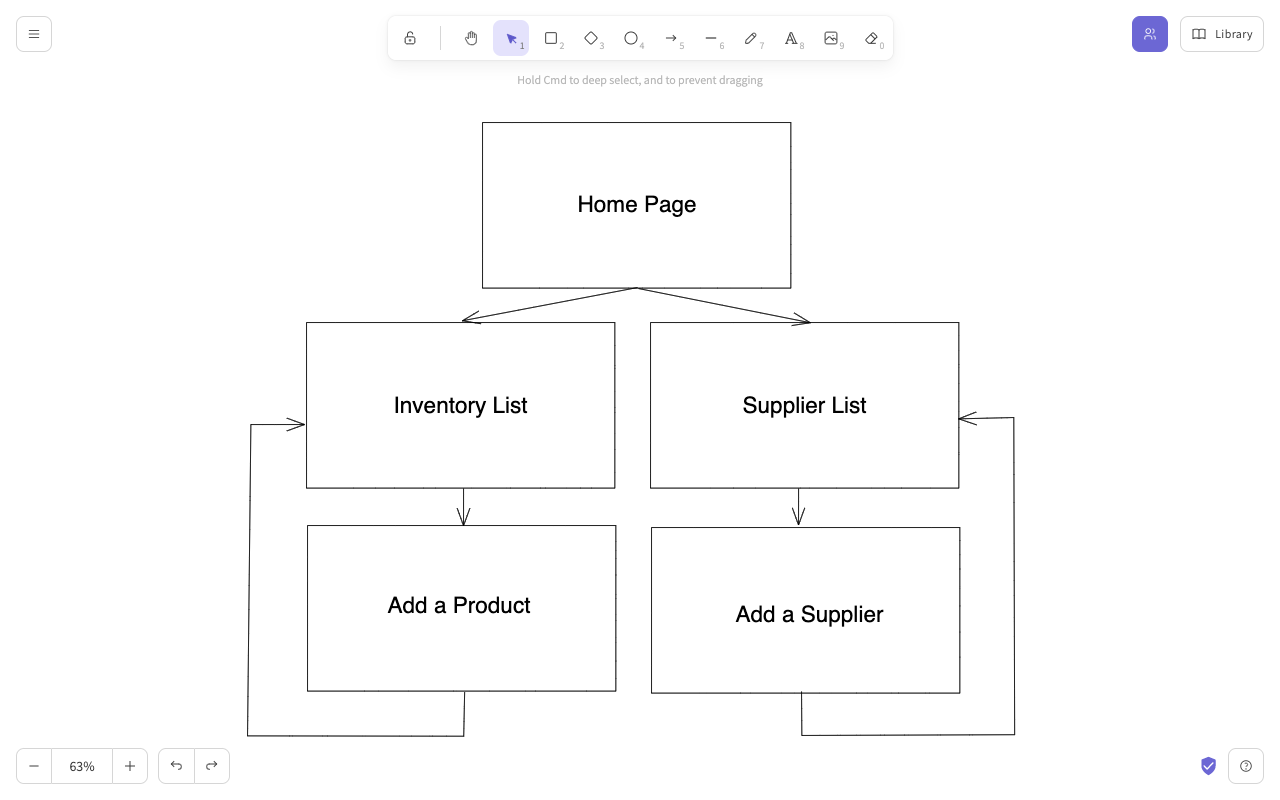 1
2
3
4
5
6
7
8
9
0
Library
Hold Cmd to deep select, and to prevent dragging
Home Page
Inventory List
Supplier List
Add a Product
Add a Supplier
63%